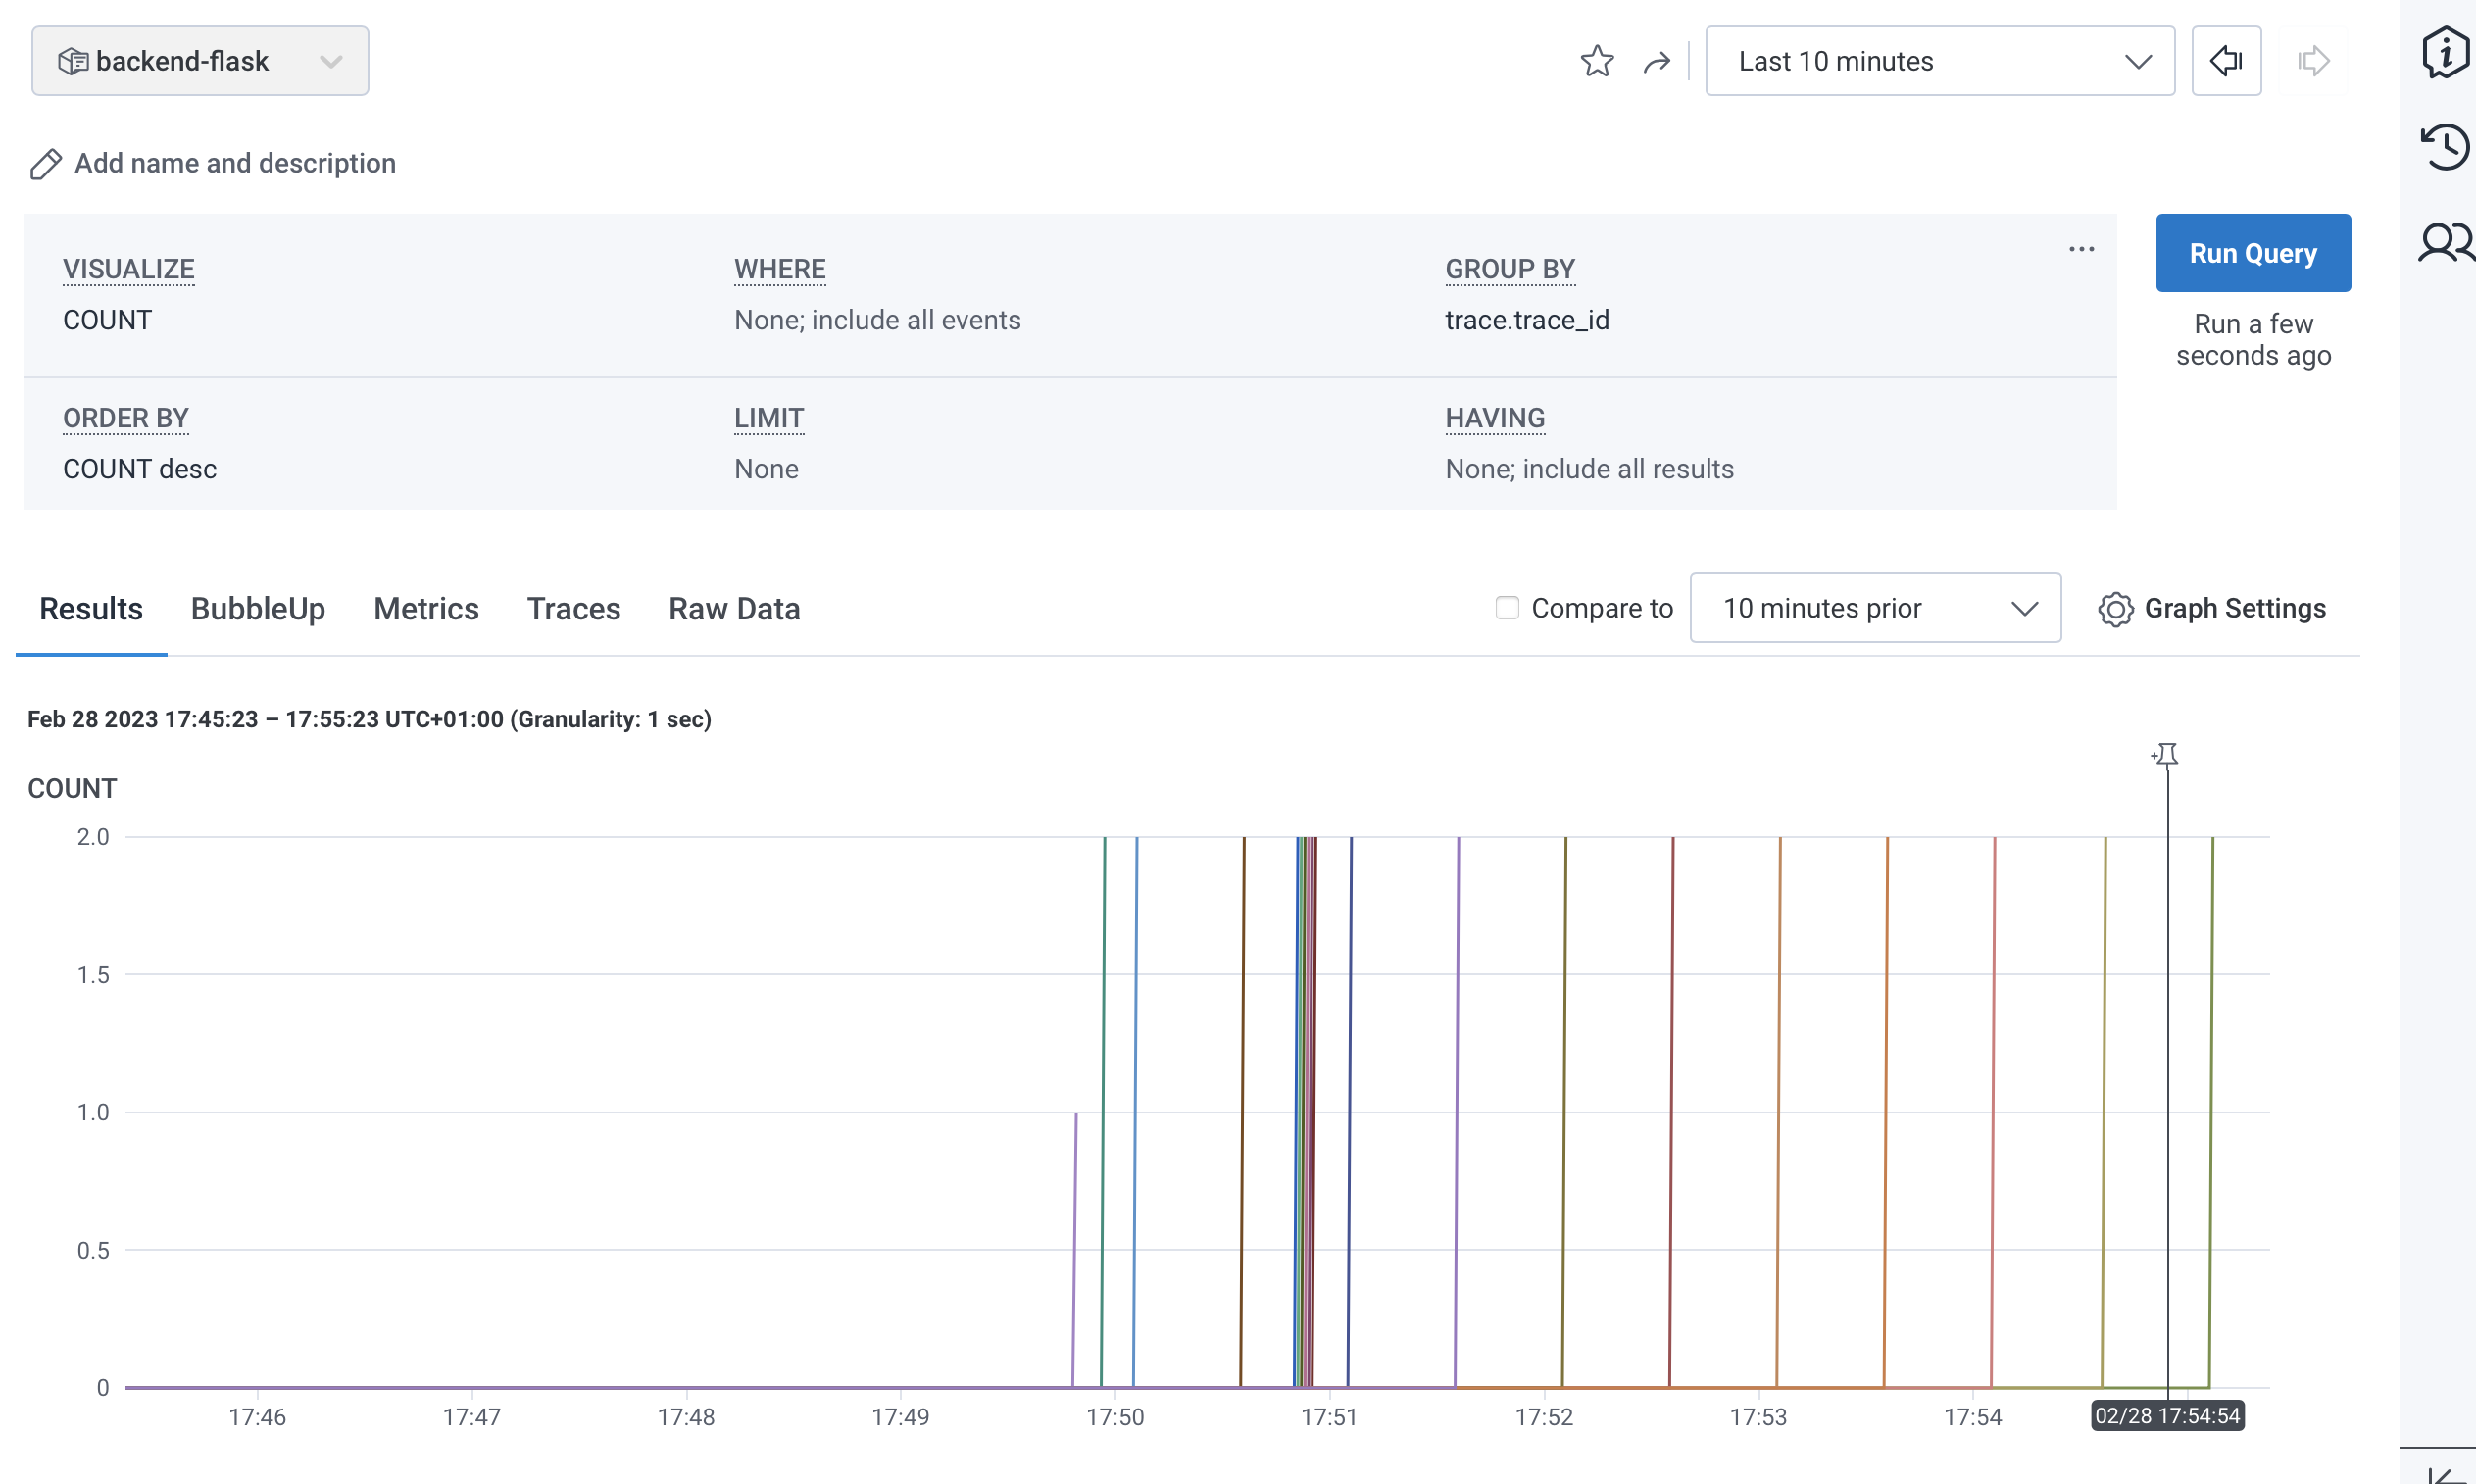 backend-flask
Last 10 minutes
Add name and description
VISUALIZE
WHERE
GROUP BY
COUNT
None; include all events
trace.trace_id
Run Query
Run a few
seconds ago
ORDER BY
LIMIT
HAVING
COUNT desc
None
None; include all results
Results
BubbleUp
Metrics
Traces
Raw Data
Compare to
10 minutes prior
Graph Settings
Feb 28 2023 17:45:23 – 17:55:23 UTC+01:00 (Granularity: 1 sec)
COUNT
2.0
1.5
1.0
0.5
0
17:46
17:47
17:48
17:49
17:50
17:51
17:52
17:53
17:54
02/28 17:54:54